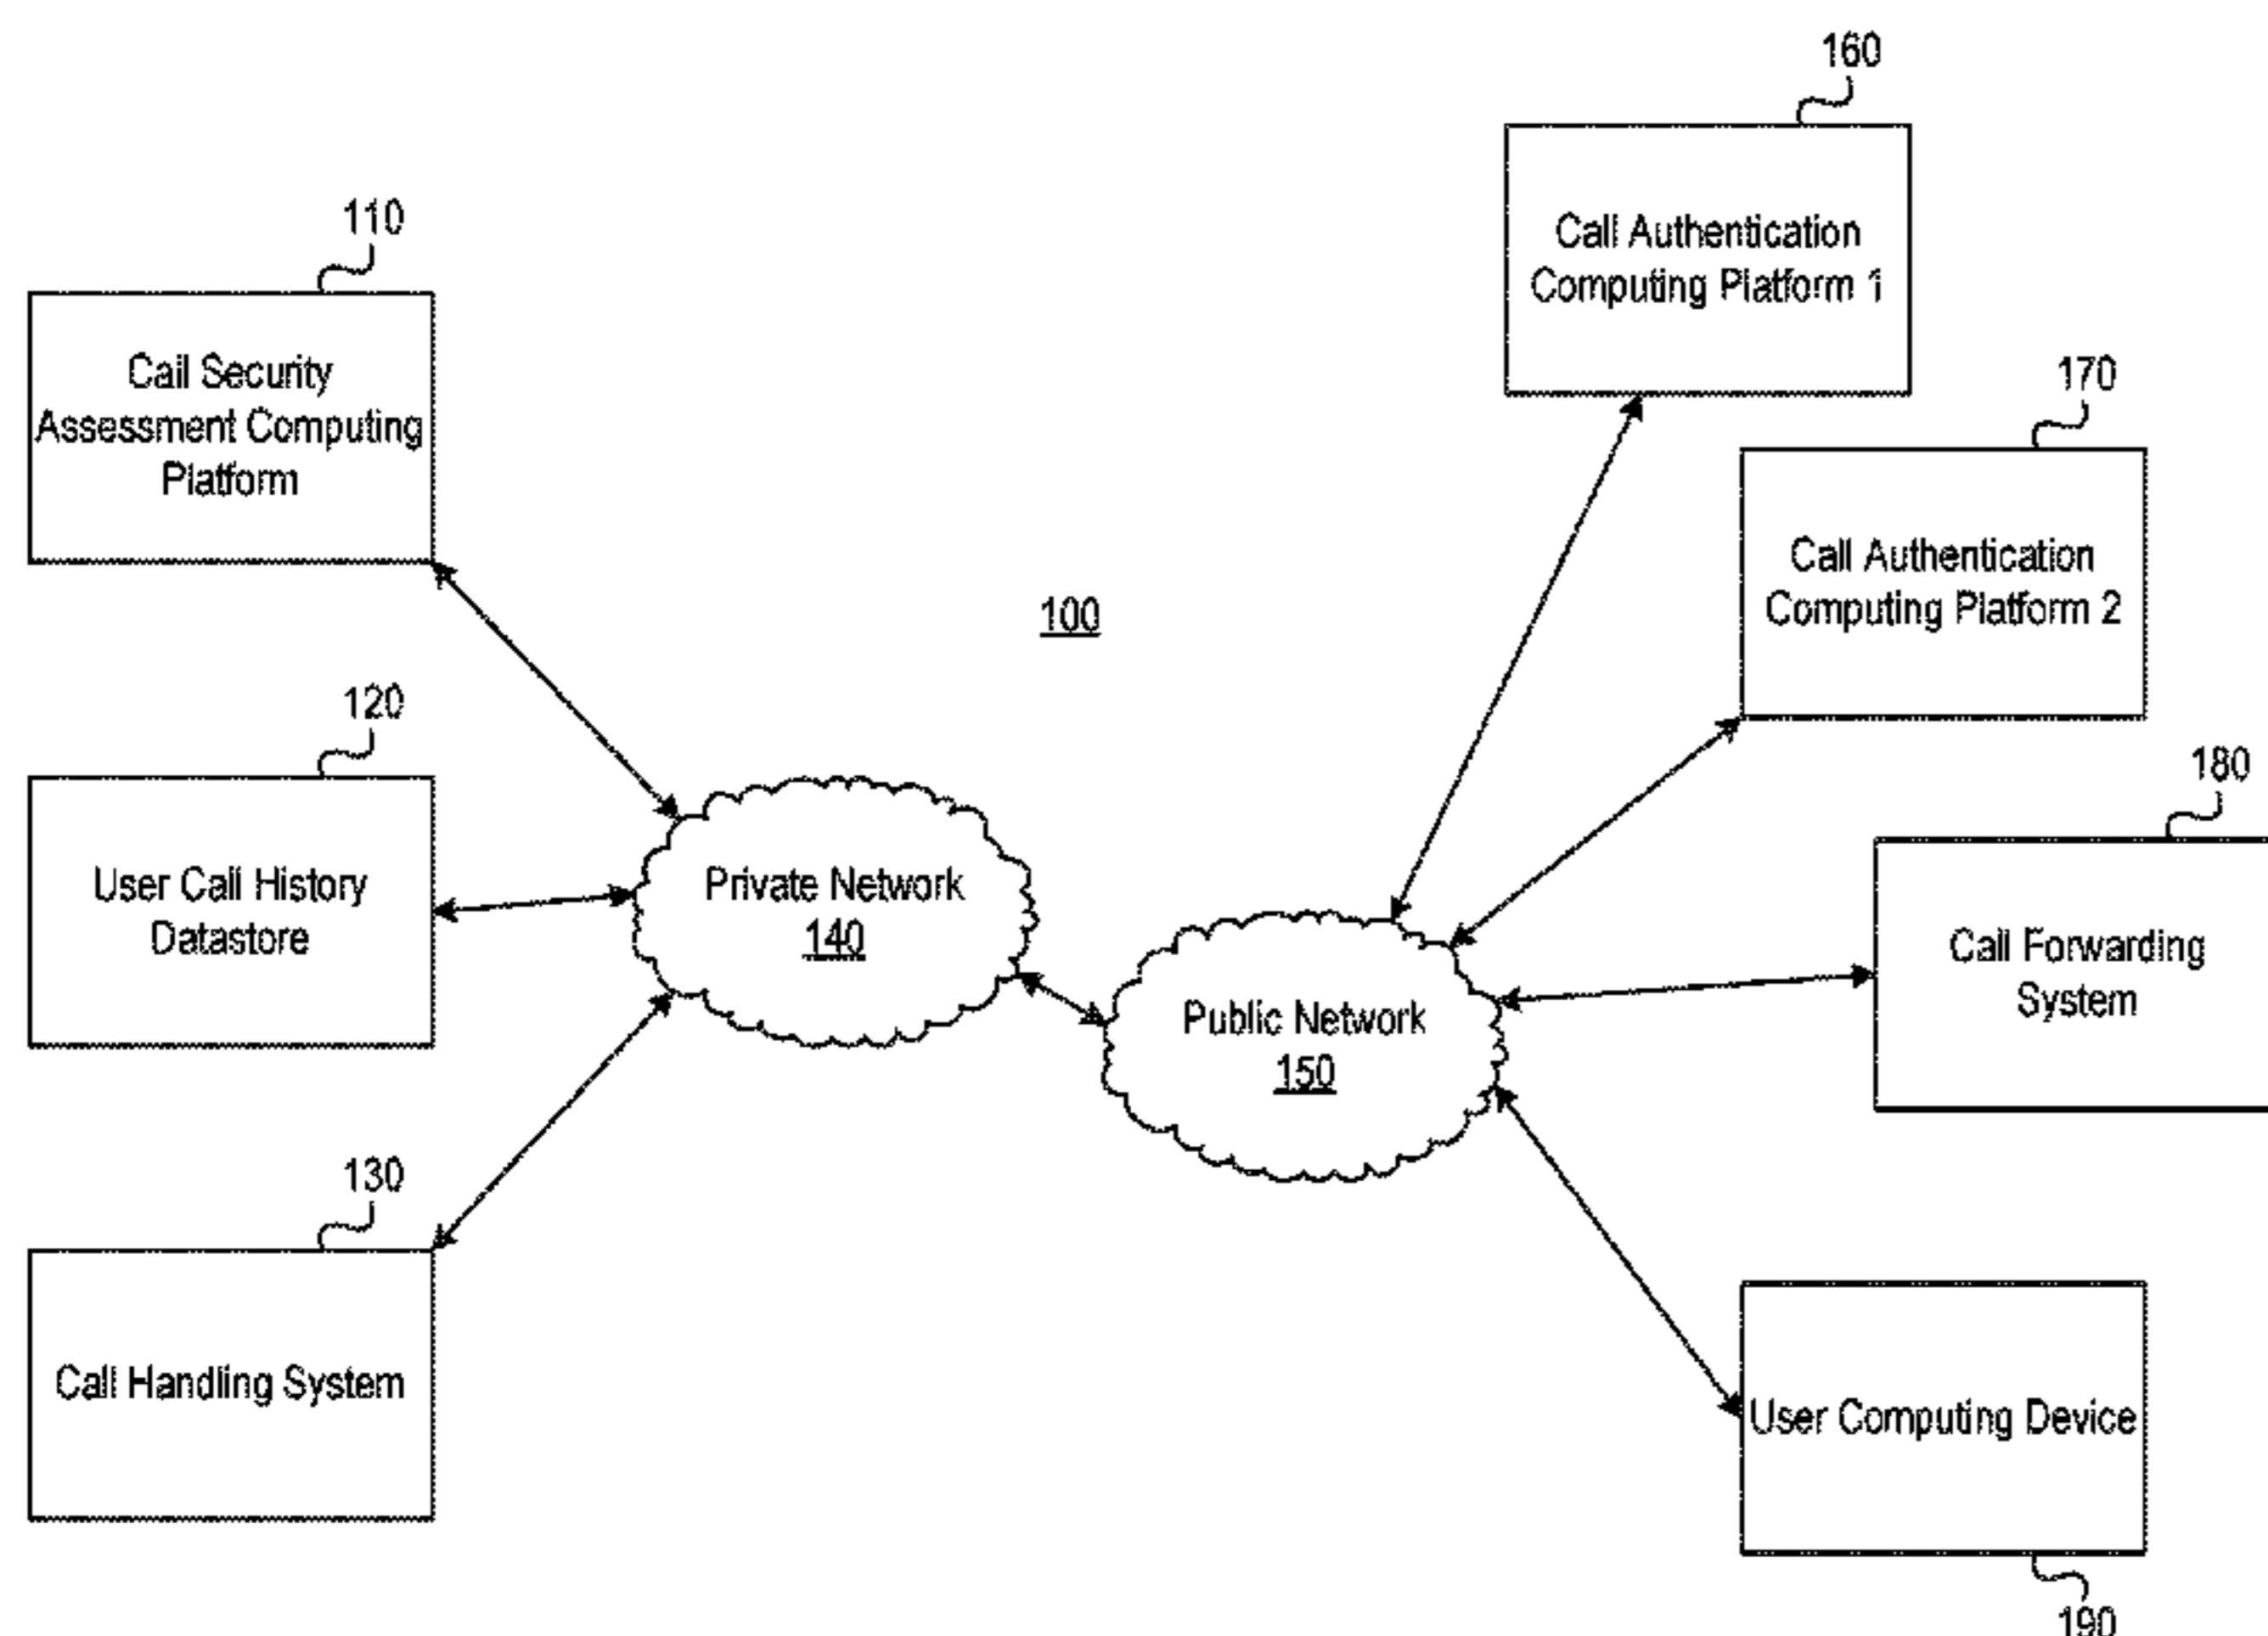 160
Call Authentication
Computing Platform 1
110
Call Security
Assessment Computing
Platform
170
Call Authentication
Computing Platform 2
100
120
User Call History
Datastore
Private Network
140
180
Call Forwarding
System
Public Network
150
130
Call Handling System
User Computing Device
190